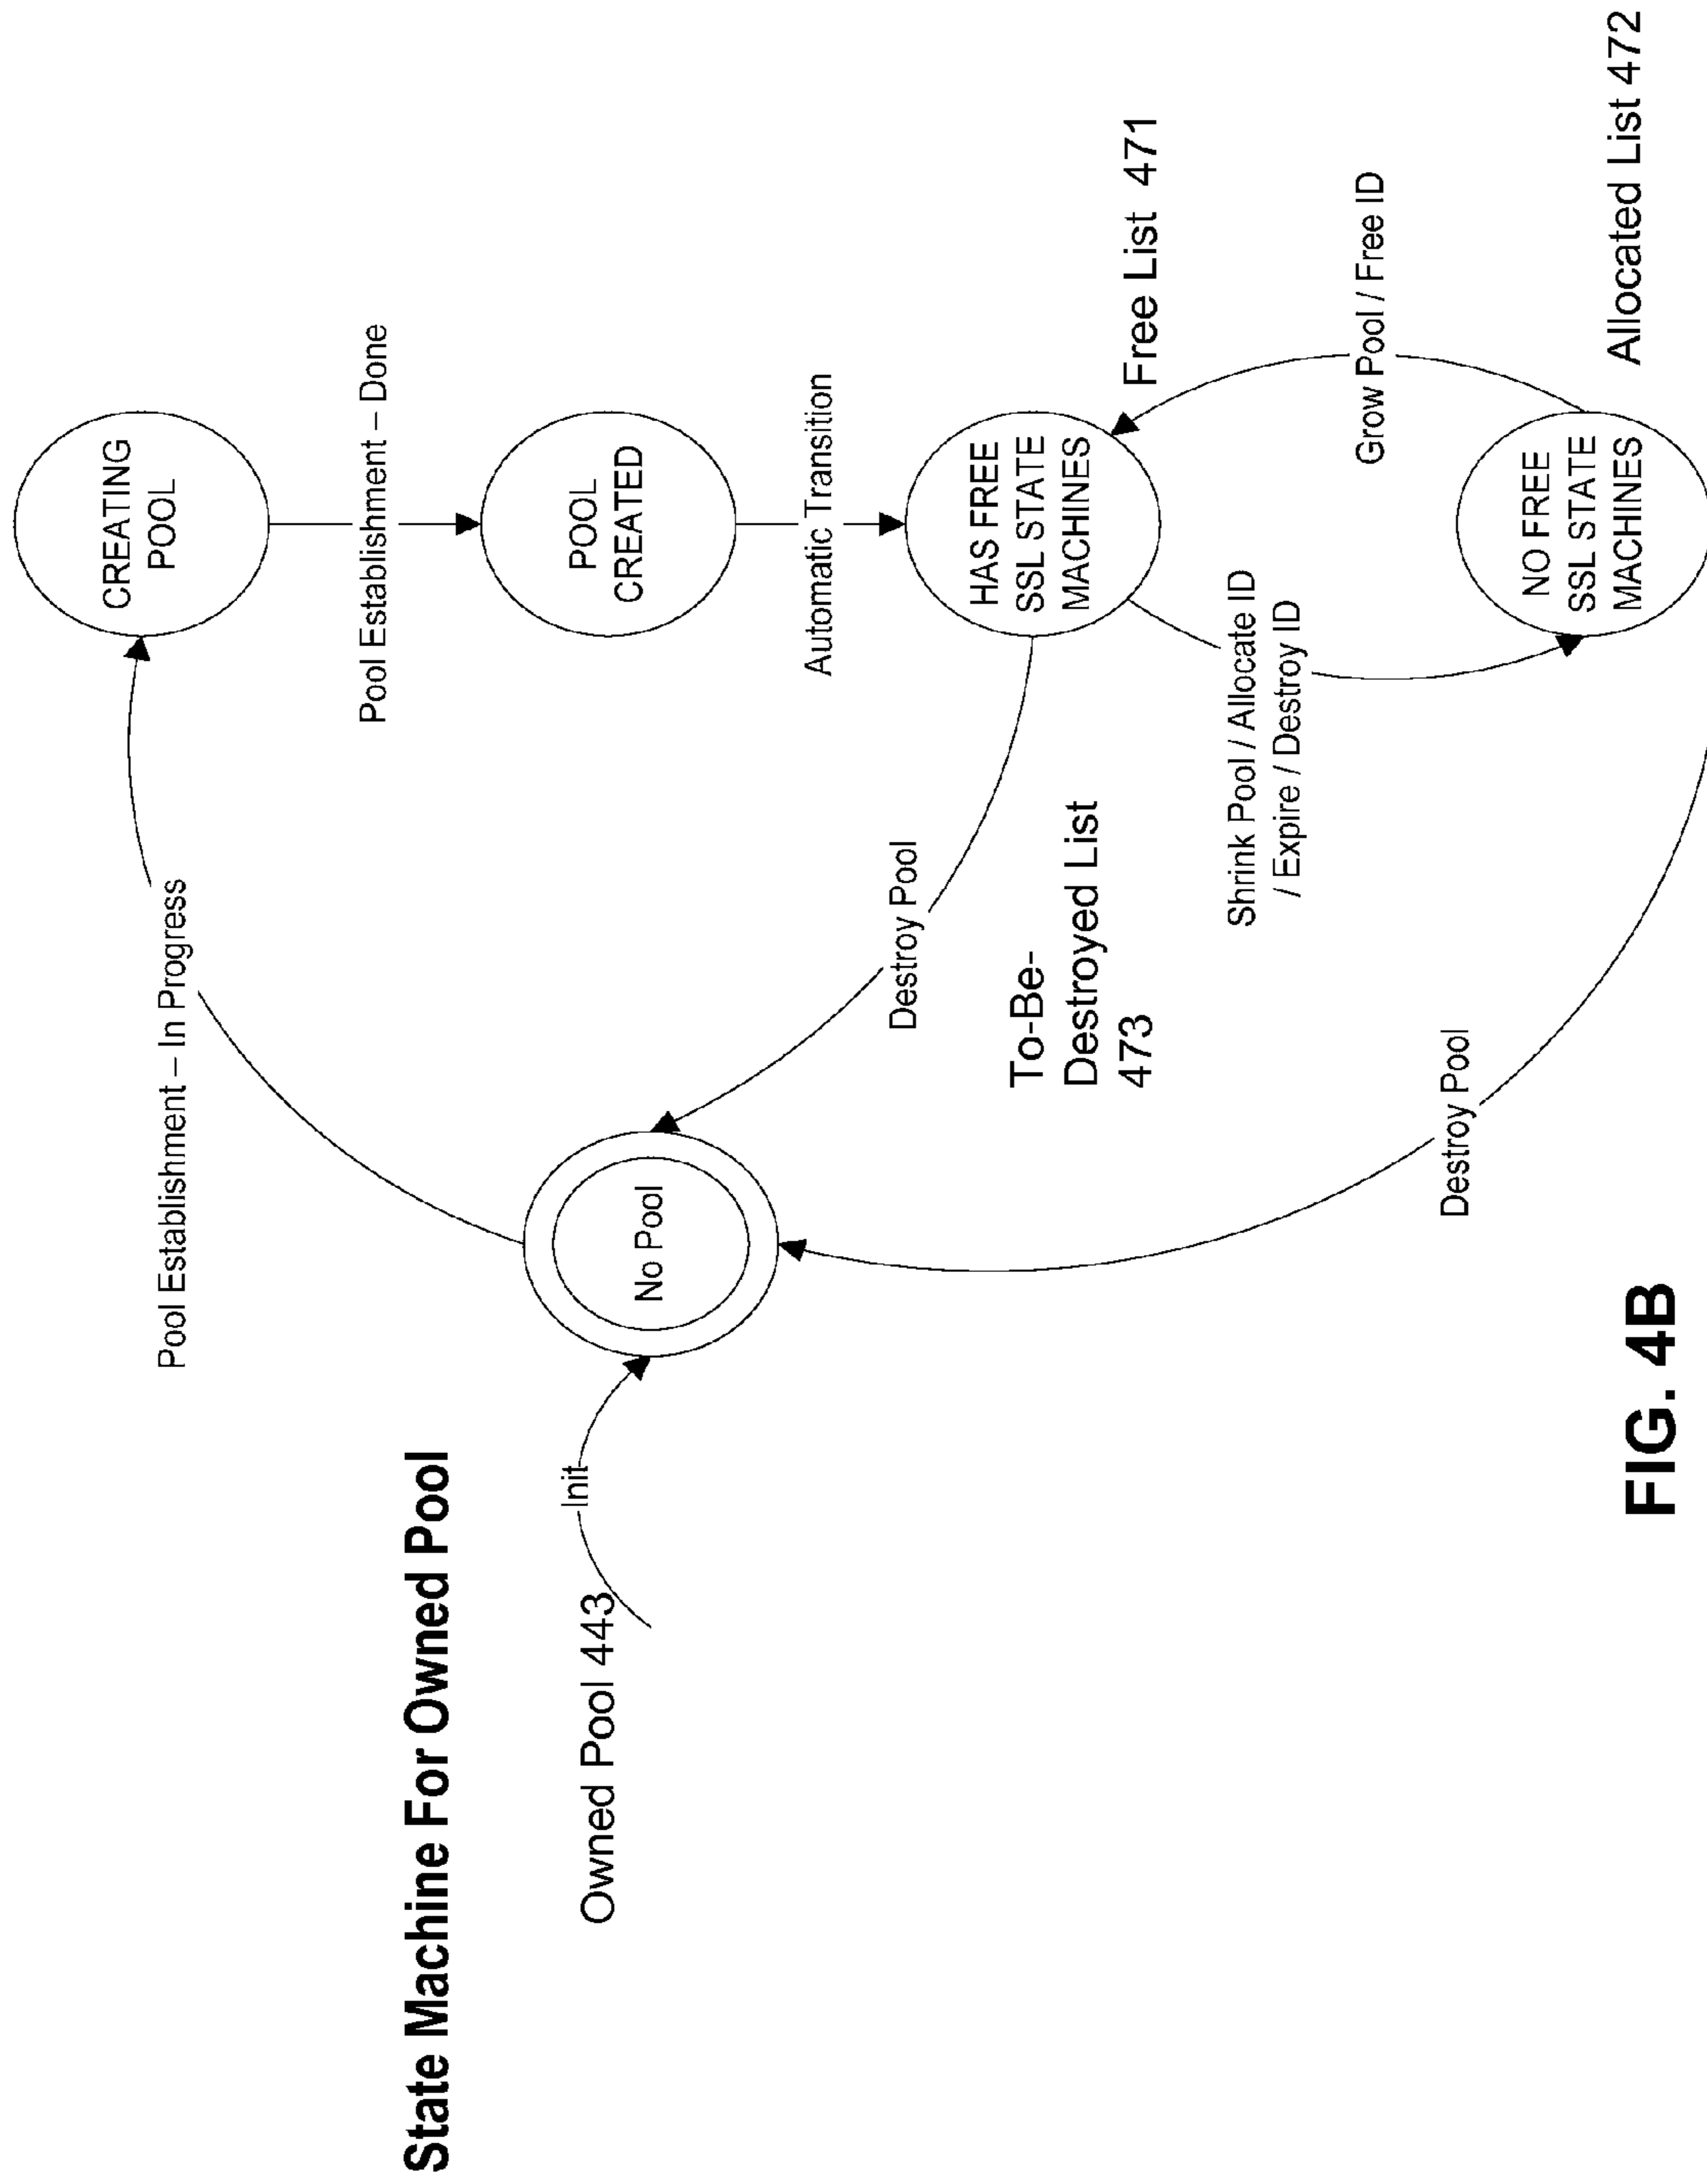 State Machine For Owned Pool
Owned Pool 443
Init
No Pool
Pool Establishment – In Progress
CREATING
POOL
Pool Establishment – Done
POOL
CREATED
Automatic Transition
HAS FREE
SSL STATE
MACHINES
Free List 471
Destroy Pool
To-Be-
Destroyed List
473
Shrink Pool / Allocate ID
/ Expire / Destroy ID
Grow Pool / Free ID
NO FREE
SSL STATE
MACHINES
Allocated List 472
Destroy Pool
FIG. 4B